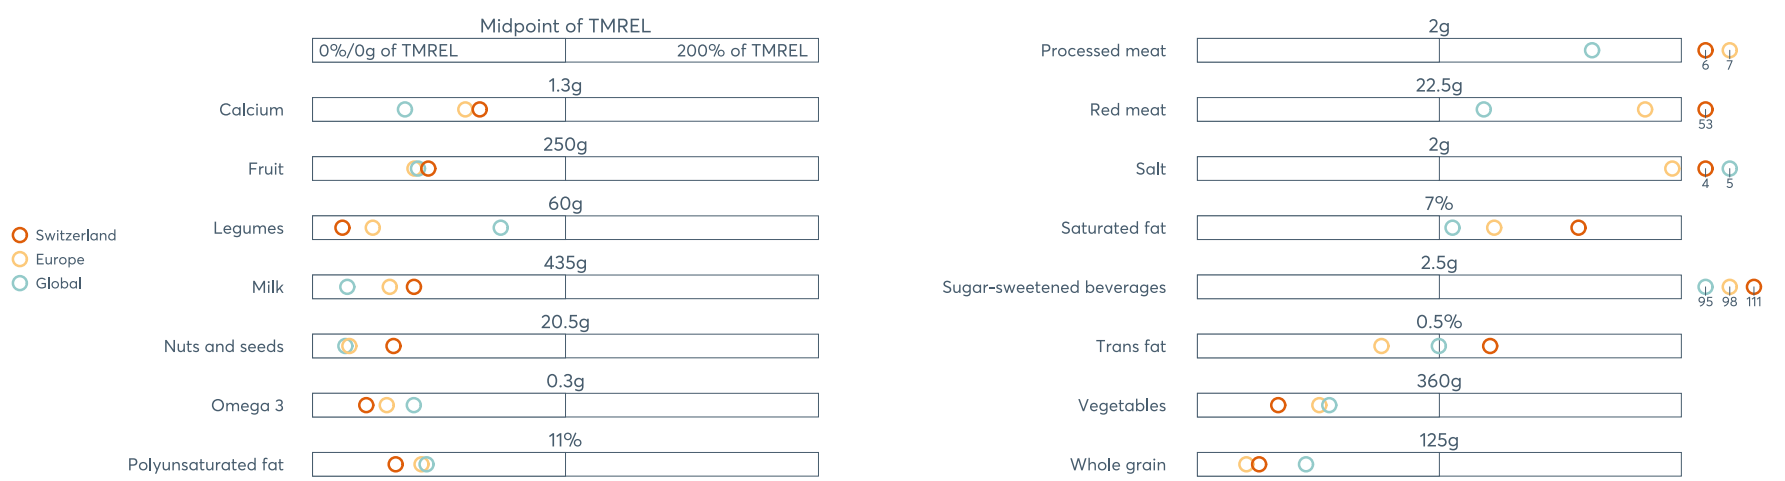 Midpoint of TMREL
0%/0g of TMREL 200% of TMREL
1.3g
Calcium
250g
Fruit
60g
Legumes
435g
Milk
20.5g
Nuts and seeds
0.3g
Omega 3
11%
Polyunsaturated fat
Switzerland
Europe
Global
2g
Processed meat
6 7
22.5g
Red meat
53
2g
Salt
4 5
7%
Saturated fat
2.5g
Sugar-sweetened beverages
95 98 111
0.5%
Trans fat
360g
Vegetables
125g
Whole grain